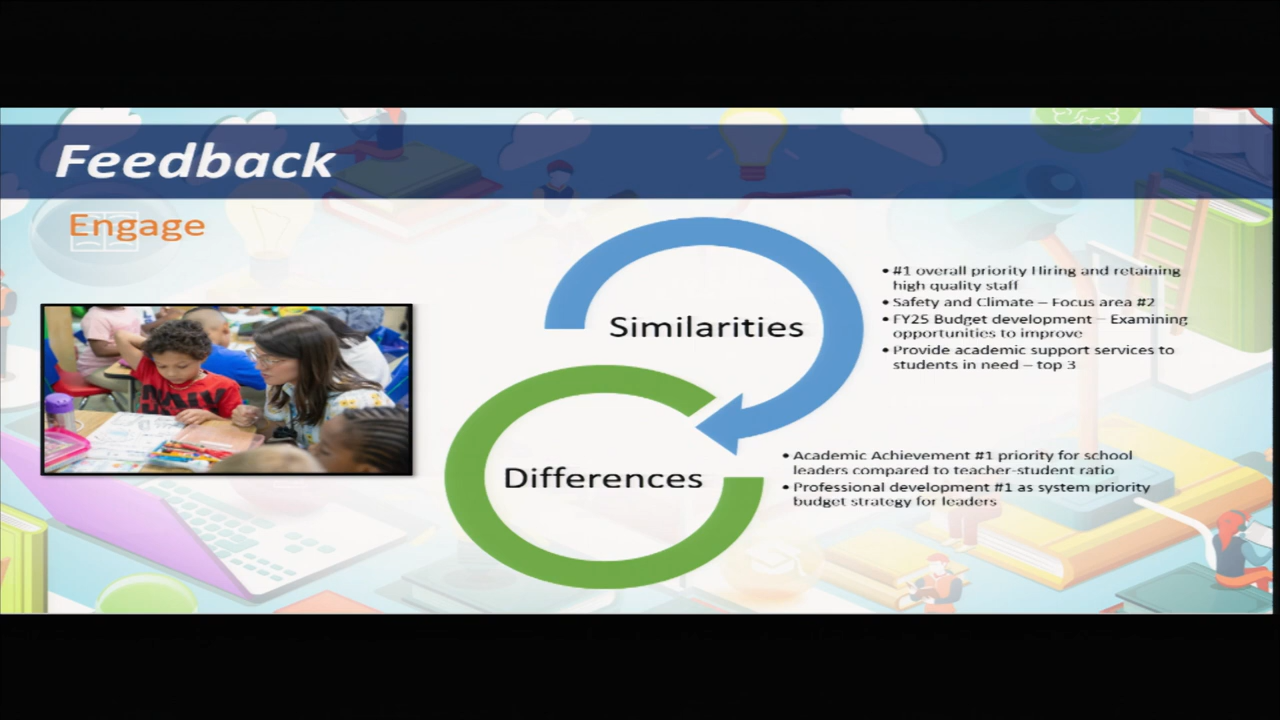 Feedback
Engage
Similarities
• #1 overall priority Hiring and retaining
high quality staff
• Safety and Climate – Focus area #2
• FY25 Budget development – Examining
opportunities to improve
• Provide academic support services to
students in need – top 3
Differences
• Academic Achievement #1 priority for school
leaders compared to teacher-student ratio
• Professional development #1 as system priority
budget strategy for leaders